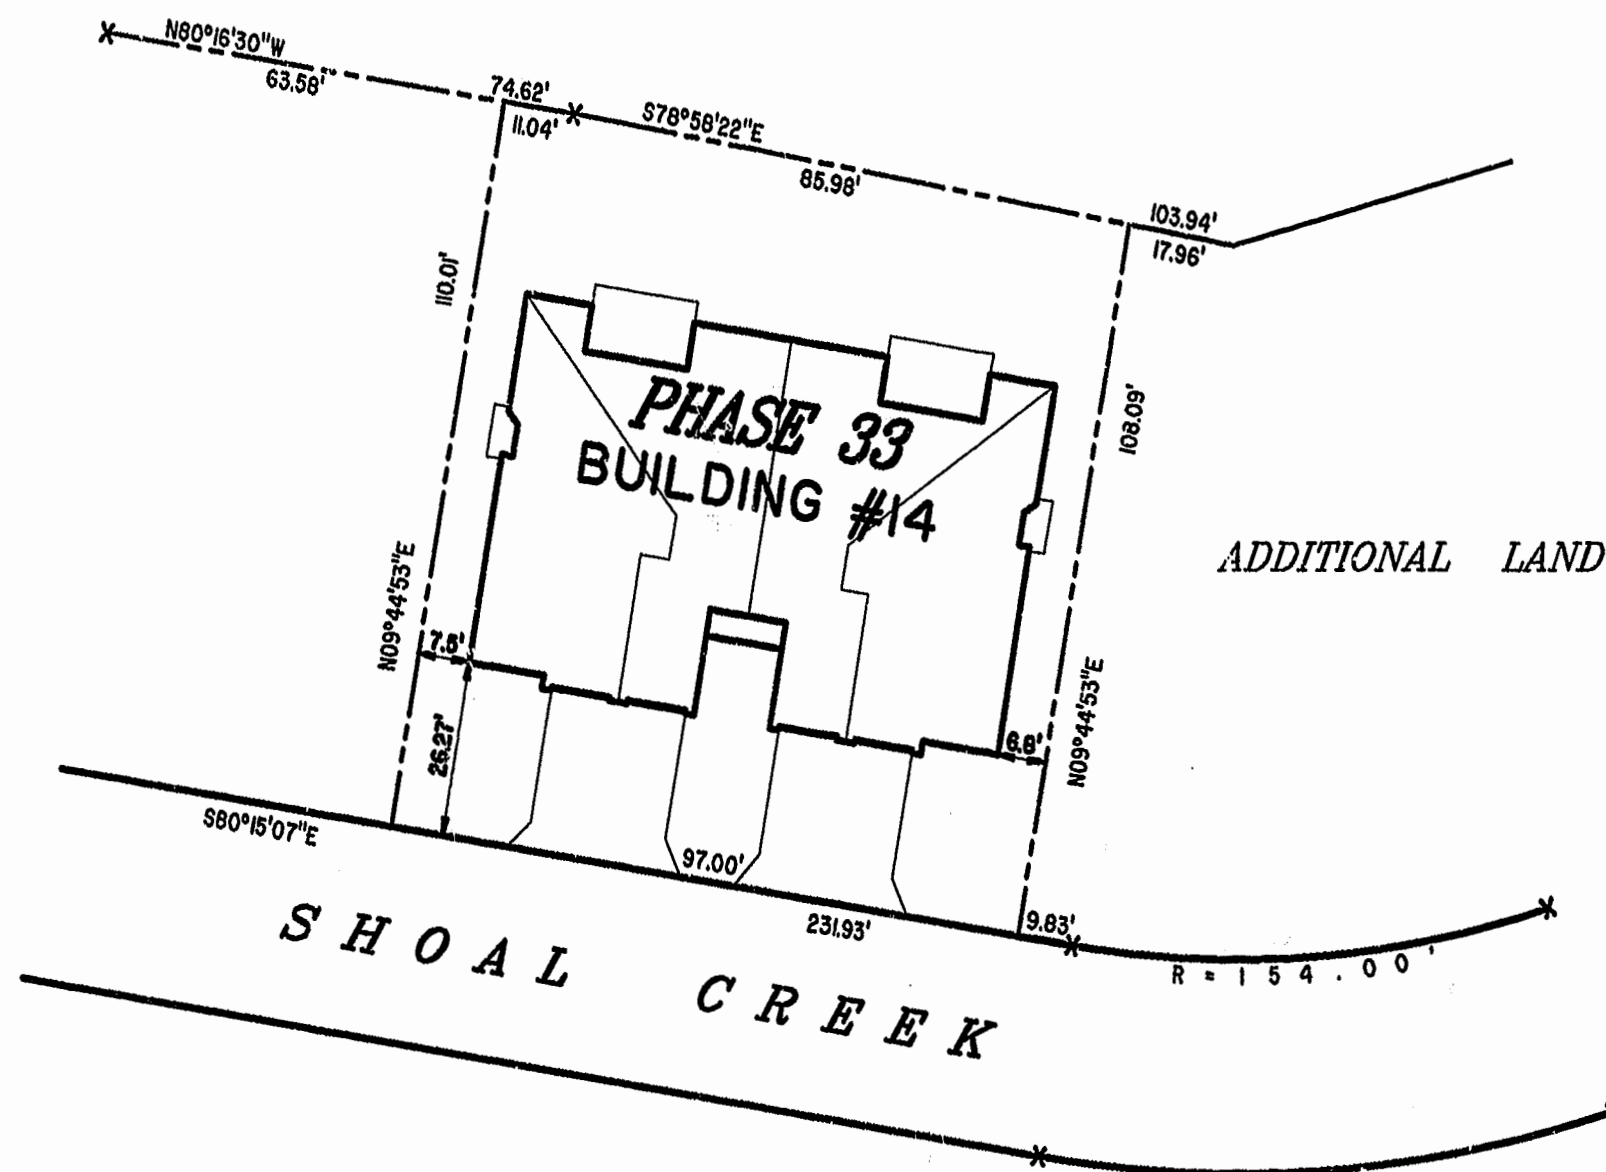 N80°16'30"W
63.58'
74.62'
11.04'
S78°58'22"E
85.98'
103.94'
17.96'
110.01'
PHASE 33
BUILDING #14
108.09'
ADDITIONAL LAND
N09°44'53"E
7.5'
26.27'
6.8'
N09°44'53"E
S80°15'07"E
97.00'
231.93'
9.83'
R = 154.00'
SHOAL CREEK